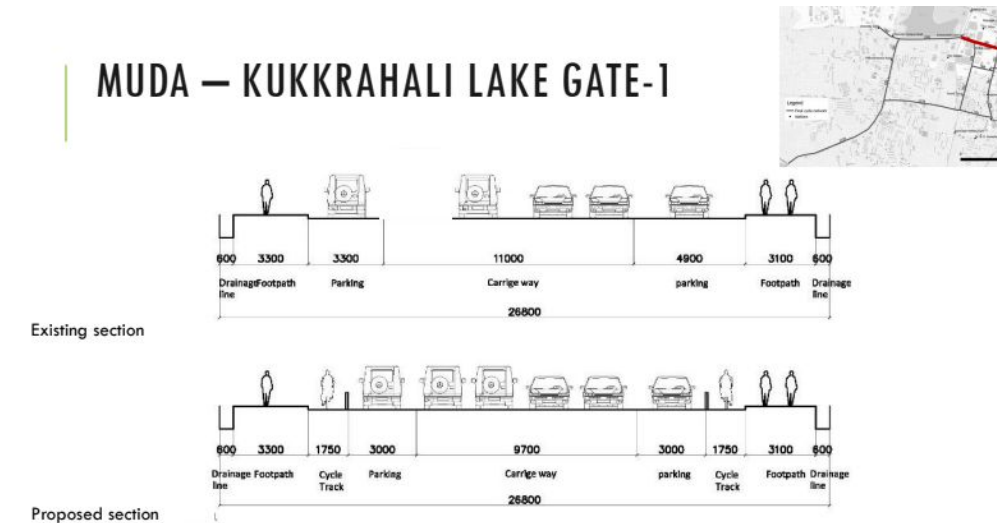 MUDA – KUKKRAHALI LAKE GATE-1
Legend
600 3300 3300 11000 4900 3100 600
Drainage Footpath Parking Carrige way parking Footpath Drainage
line line
26800
Existing section
600 3300 1750 3000 9700 3000 1750 3100 600
Drainage Footpath Cycle Parking Carrige way parking Cycle Footpath Drainage
line Track Track line
26800
Proposed section